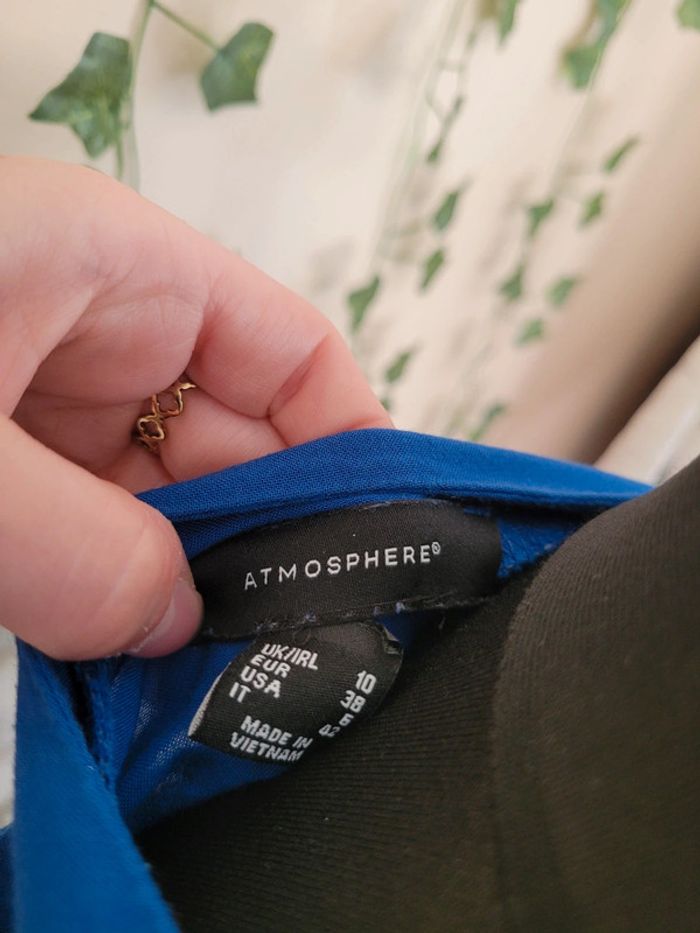 ATMOSPHERE®
UK/IRL 10
EUR 38
USA 6
IT 42
MADE IN
VIETNAM